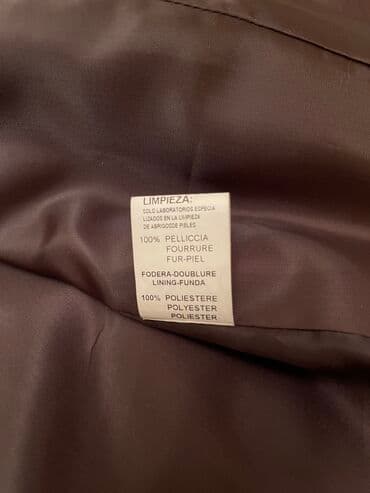 LIMPIEZA:
SOLO LABORATORIOS ESPECIA
LIZADOS EN LA LIMPIEZA
DE ABRIGOSDE PIELES
100% PELLICCIA
FOURRURE
FUR-PIEL
FODERA-DOUBLURE
LINING-FUNDA
100% POLIESTERE
POLYESTER
POLIESTER